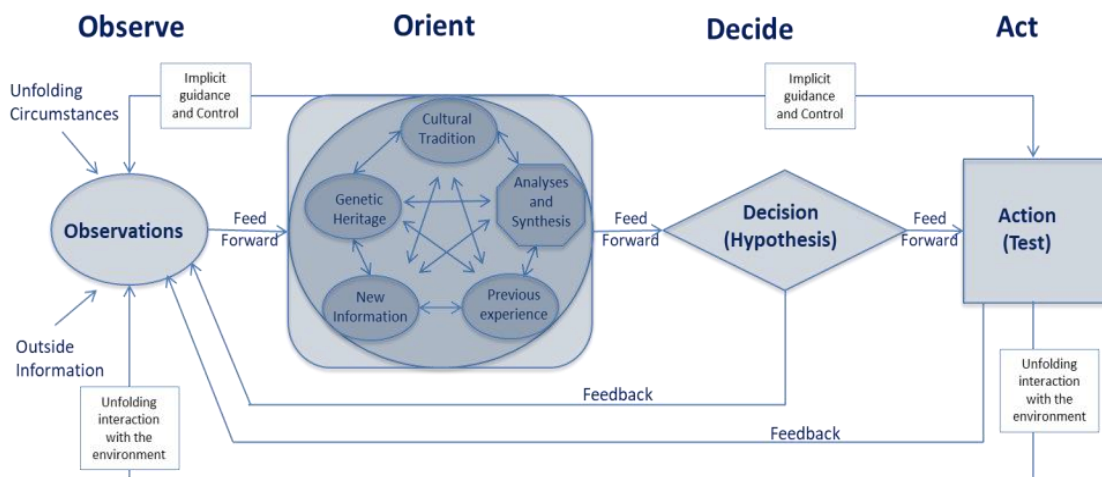 Observe
Orient
Decide
Act
Implicit
guidance
and Control
Implicit
guidance
and Control
Unfolding
Circumstances
Cultural
Tradition
Genetic
Heritage
Analyses
and
Synthesis
New
Information
Previous
experience
Observations
Feed
Forward
Feed
Forward
Decision
(Hypothesis)
Feed
Forward
Action
(Test)
Outside
Information
Unfolding
interaction
with the
environment
Feedback
Feedback
Unfolding
interaction
with the
environment